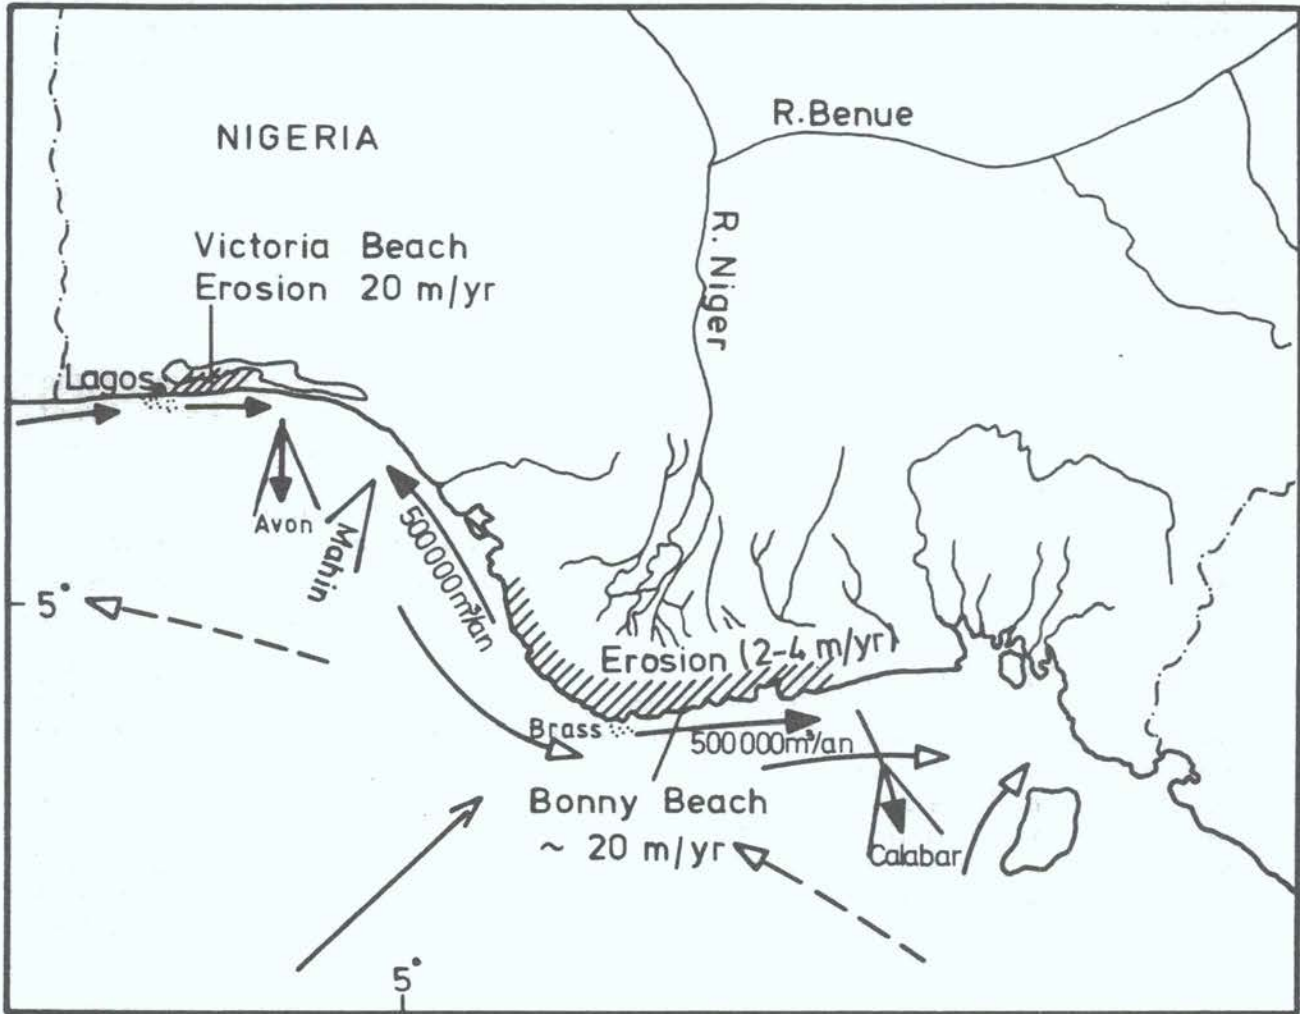 R.Benue
NIGERIA
R. Niger
Victoria Beach
Erosion 20 m/yr
Lagos
Avon
Mahin
500000m³/an
5°
Erosion (2-4 m/yr)
Brass
500000m³/an
Bonny Beach
~ 20 m/yr
Calabar
5°